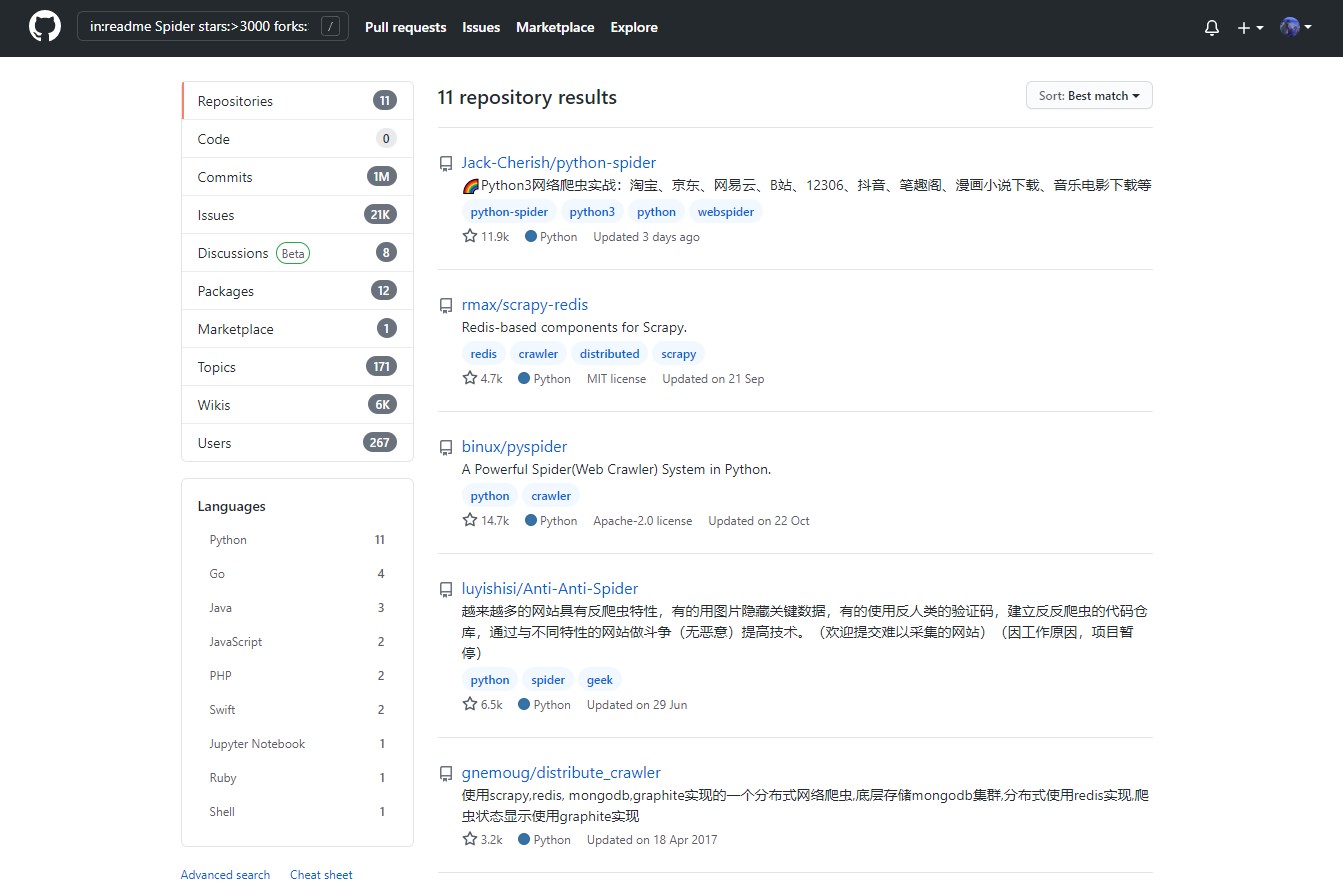 in:readme Spider stars:>3000 forks: /
Pull requests Issues Marketplace Explore
Repositories 11
Code 0
Commits 1M
Issues 21K
Discussions Beta 8
Packages 12
Marketplace 1
Topics 171
Wikis 6K
Users 267
Languages
Python 11
Go 4
Java 3
JavaScript 2
PHP 2
Swift 2
Jupyter Notebook 1
Ruby 1
Shell 1
Advanced search Cheat sheet
11 repository results
Sort: Best match
Jack-Cherish/python-spider
🌈Python3网络爬虫实战：淘宝、京东、网易云、B站、12306、抖音、笔趣阁、漫画小说下载、音乐电影下载等
python-spider python3 python webspider
11.9k Python Updated 3 days ago
rmax/scrapy-redis
Redis-based components for Scrapy.
redis crawler distributed scrapy
4.7k Python MIT license Updated on 21 Sep
binux/pyspider
A Powerful Spider(Web Crawler) System in Python.
python crawler
14.7k Python Apache-2.0 license Updated on 22 Oct
luyishisi/Anti-Anti-Spider
越来越多的网站具有反爬虫特性，有的用图片隐藏关键数据，有的使用反人类的验证码，建立反反爬虫的代码仓
库，通过与不同特性的网站做斗争（无恶意）提高技术。（欢迎提交难以采集的网站）（因工作原因，项目暂
停）
python spider geek
6.5k Python Updated on 29 Jun
gnemoug/distribute_crawler
使用scrapy,redis, mongodb,graphite实现的一个分布式网络爬虫,底层存储mongodb集群,分布式使用redis实现,爬
虫状态显示使用graphite实现
3.2k Python Updated on 18 Apr 2017